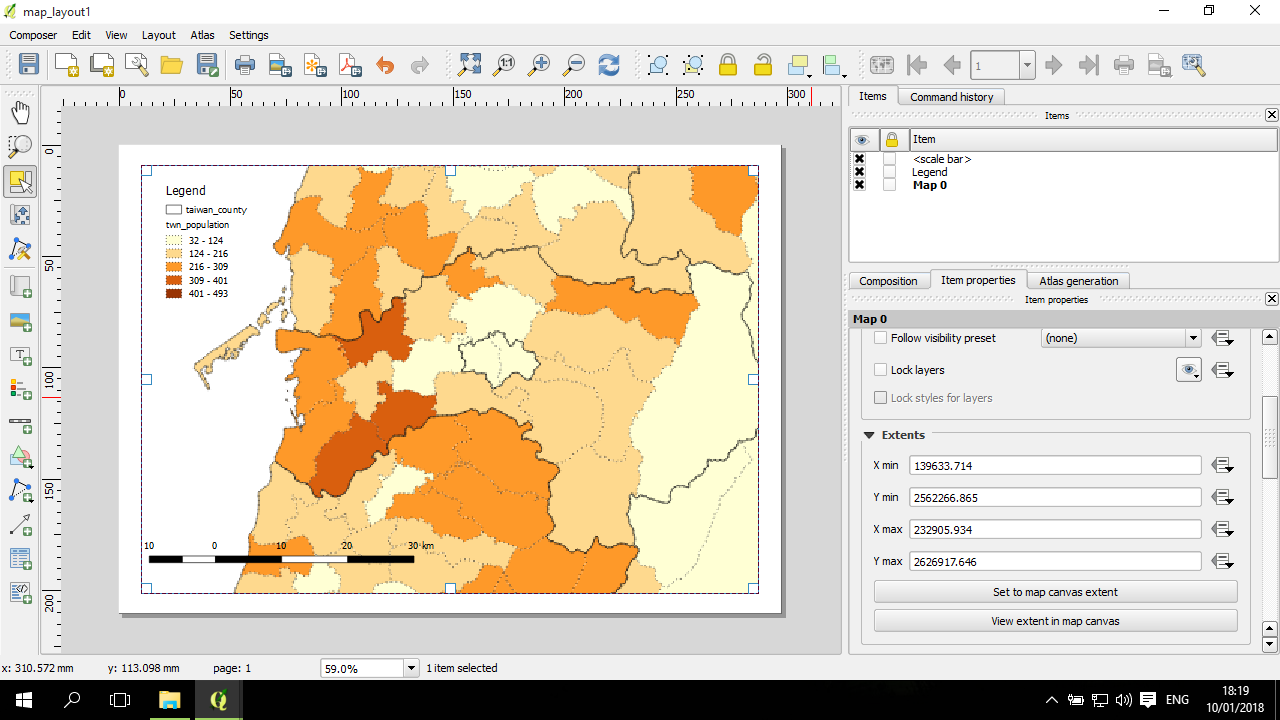 map_layout1
Composer Edit View Layout Atlas Settings
1:1
1
0 50 100 150 200 250 300
0
50
100
150
200
Legend
taiwan_county
twn_population
32 - 124
124 - 216
216 - 309
309 - 401
401 - 493
10 0 10 20 30 km
Items Command history
Items
Item
<scale bar>
Legend
Map 0
Composition Item properties Atlas generation
Item properties
Map 0
Follow visibility preset (none)
Lock layers
Lock styles for layers
Extents
X min 139633.714
Y min 2562266.865
X max 232905.934
Y max 2626917.646
Set to map canvas extent
View extent in map canvas
x: 310.572 mm y: 113.098 mm page: 1 59.0% 1 item selected
ENG
18:19
10/01/2018